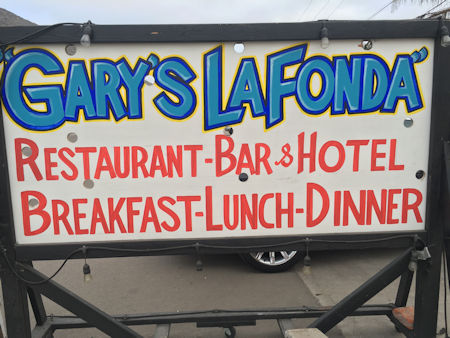 "GARY'S LAFONDA"
RESTAURANT-BAR & HOTEL
BREAKFAST-LUNCH-DINNER